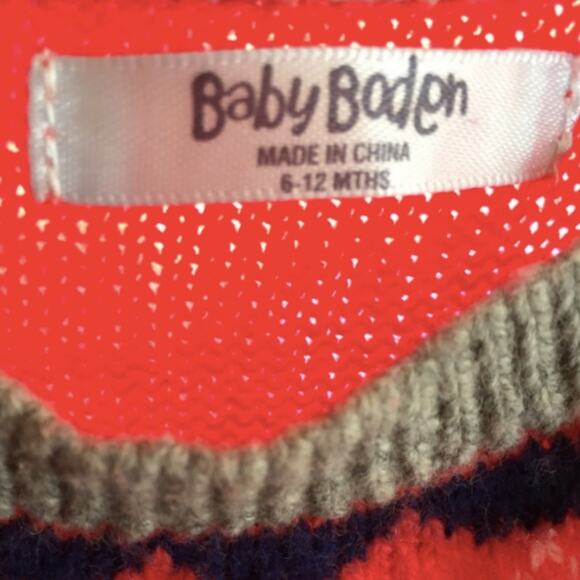 Baby Boden
MADE IN CHINA
6-12 MTHS